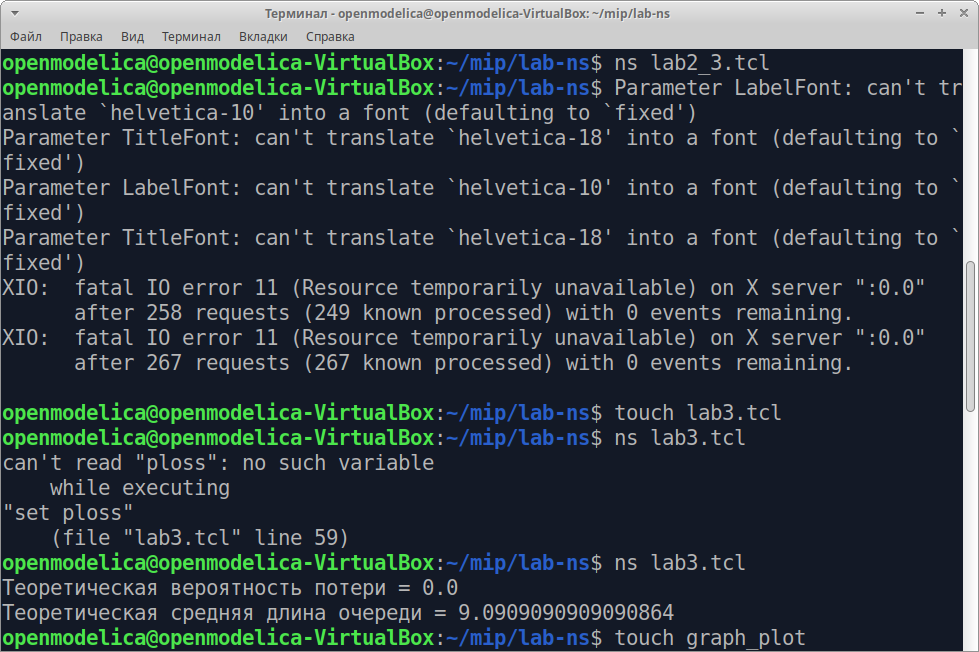 Терминал - openmodelica@openmodelica-VirtualBox: ~/mip/lab-ns
Файл Правка Вид Терминал Вкладки Справка
openmodelica@openmodelica-VirtualBox:~/mip/lab-ns$ ns lab2_3.tcl
openmodelica@openmodelica-VirtualBox:~/mip/lab-ns$ Parameter LabelFont: can't tr
anslate `helvetica-10' into a font (defaulting to `fixed')
Parameter TitleFont: can't translate `helvetica-18' into a font (defaulting to `
fixed')
Parameter LabelFont: can't translate `helvetica-10' into a font (defaulting to `
fixed')
Parameter TitleFont: can't translate `helvetica-18' into a font (defaulting to `
fixed')
XIO:  fatal IO error 11 (Resource temporarily unavailable) on X server ":0.0"
      after 258 requests (249 known processed) with 0 events remaining.
XIO:  fatal IO error 11 (Resource temporarily unavailable) on X server ":0.0"
      after 267 requests (267 known processed) with 0 events remaining.
openmodelica@openmodelica-VirtualBox:~/mip/lab-ns$ touch lab3.tcl
openmodelica@openmodelica-VirtualBox:~/mip/lab-ns$ ns lab3.tcl
can't read "ploss": no such variable
    while executing
"set ploss"
    (file "lab3.tcl" line 59)
openmodelica@openmodelica-VirtualBox:~/mip/lab-ns$ ns lab3.tcl
Теоретическая вероятность потери = 0.0
Теоретическая средняя длина очереди = 9.0909090909090864
openmodelica@openmodelica-VirtualBox:~/mip/lab-ns$ touch graph_plot